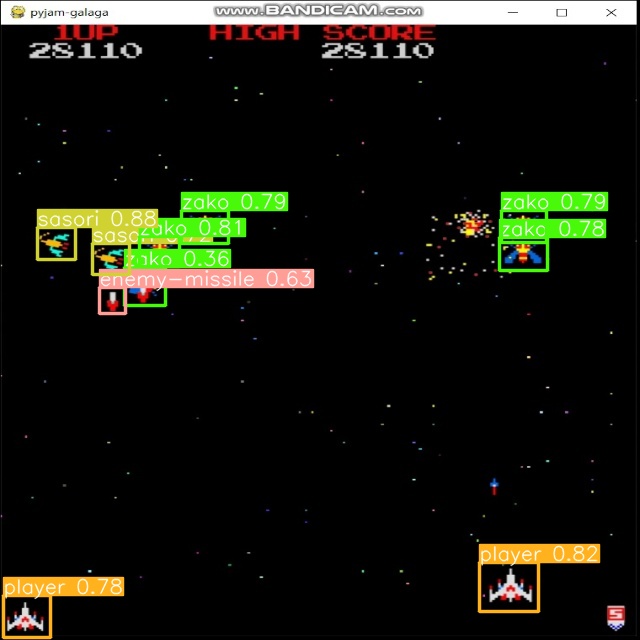 pyjam-galaga
www.BANDICAM.com
1UP HIGH SCORE
28110 28110
zako 0.79 zako 0.79
sasori 0.88
zako 0.81 zako 0.78
zako 0.36
enemy-missile 0.63
player 0.82
player 0.78
S